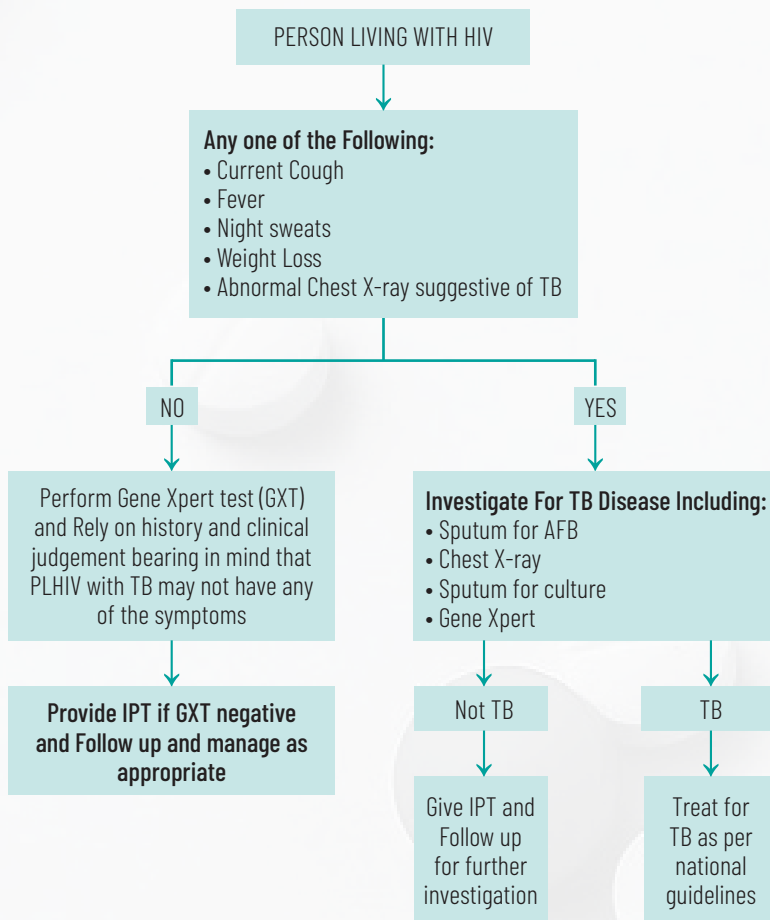 PERSON LIVING WITH HIV
Any one of the Following:
• Current Cough
• Fever
• Night sweats
• Weight Loss
• Abnormal Chest X-ray suggestive of TB
NO
YES
Perform Gene Xpert test (GXT)
and Rely on history and clinical
judgement bearing in mind that
PLHIV with TB may not have any
of the symptoms
Provide IPT if GXT negative
and Follow up and manage as
appropriate
Investigate For TB Disease Including:
• Sputum for AFB
• Chest X-ray
• Sputum for culture
• Gene Xpert
Not TB
TB
Give IPT and
Follow up
for further
investigation
Treat for
TB as per
national
guidelines